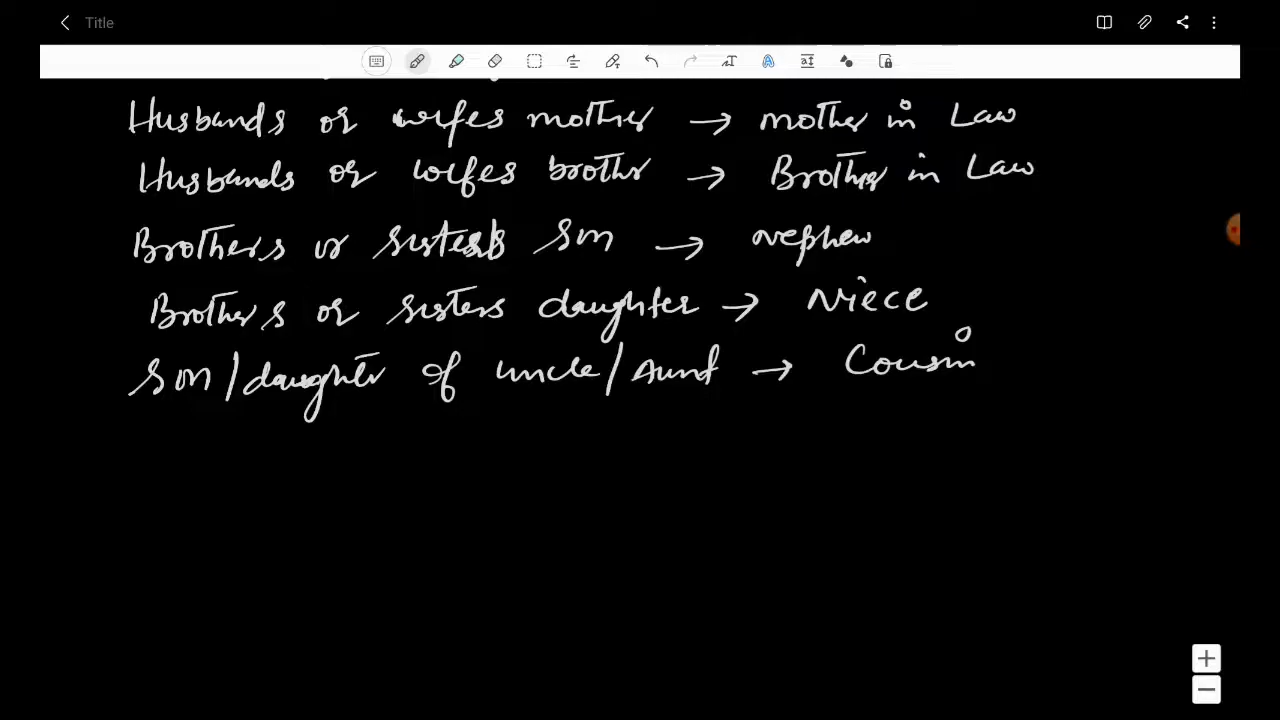 Title
Husbands or wifes mother → mother in Law
Husbands or wifes brother → Brother in Law
Brothers or sisters son → nephew
Brothers or sisters daughter → Niece
Son/daughter of uncle/Aunt → Cousin